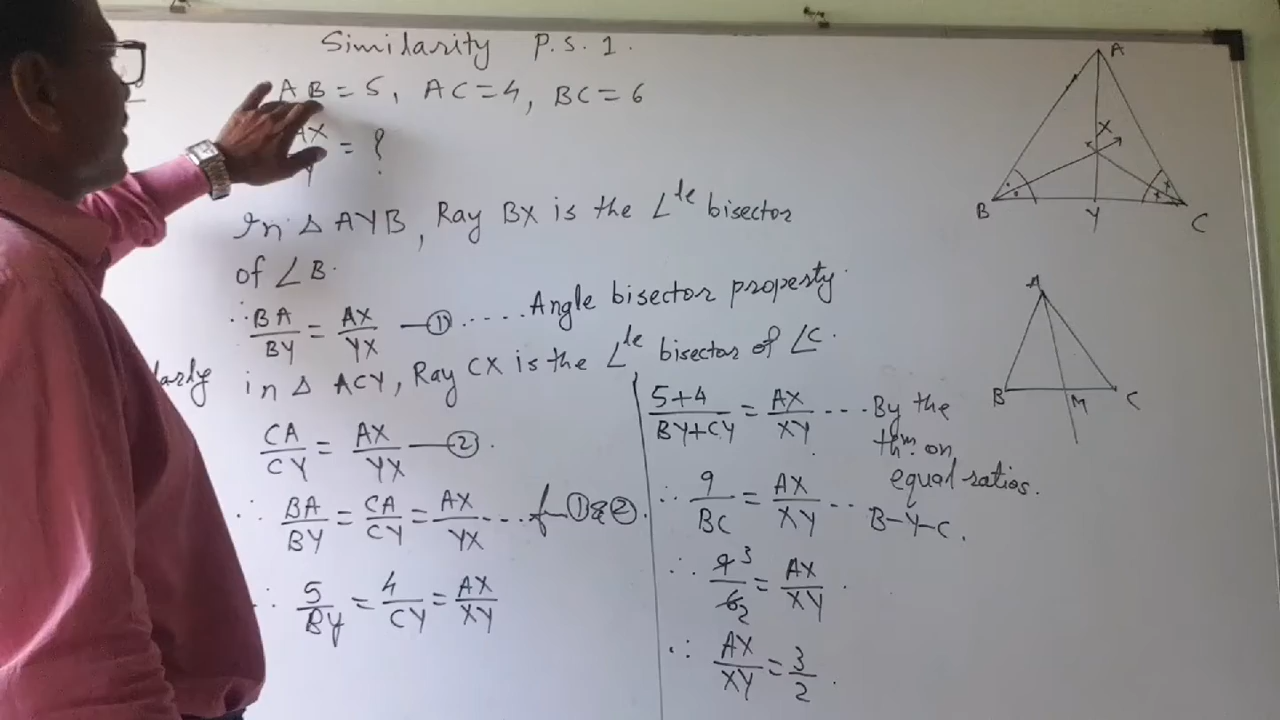 Similarity P.S. 1.
AB = 5, AC = 4, BC = 6
AX/Y = ?
In △ AYB, Ray BX is the ∠le bisector
of ∠B.
∴ BA/BY = AX/YX —① ..... Angle bisector property.
arly in △ ACY, Ray CX is the ∠le bisector of ∠C.
CA/CY = AX/YX —②.
∴ BA/BY = CA/CY = AX/YX .... f— ① & ②.
∴ 5/BY = 4/CY = AX/XY
5+4/BY+CY = AX/XY --- By the
thm. on
equal ratios.
∴ 9/BC = AX/XY --- B-Y-C.
∴ 9 3/6 2 = AX/XY.
∴ AX/XY = 3/2.
A
X
B
Y
C
A
B
M
C